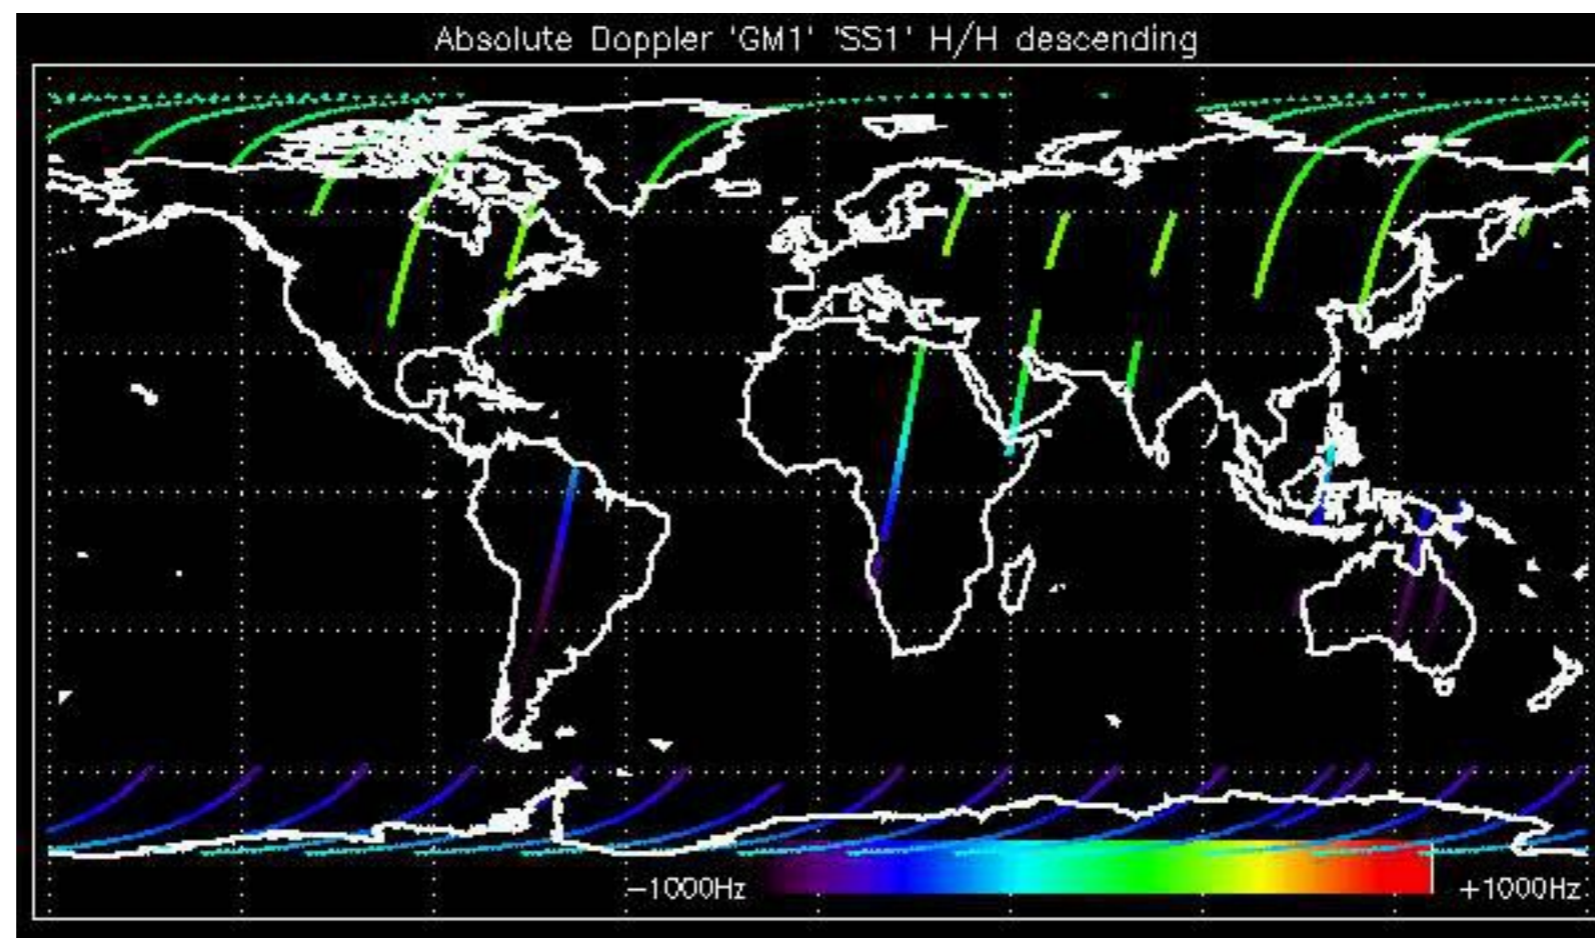 Absolute Doppler 'GM1' 'SS1' H/H descending
−1000Hz
+1000Hz